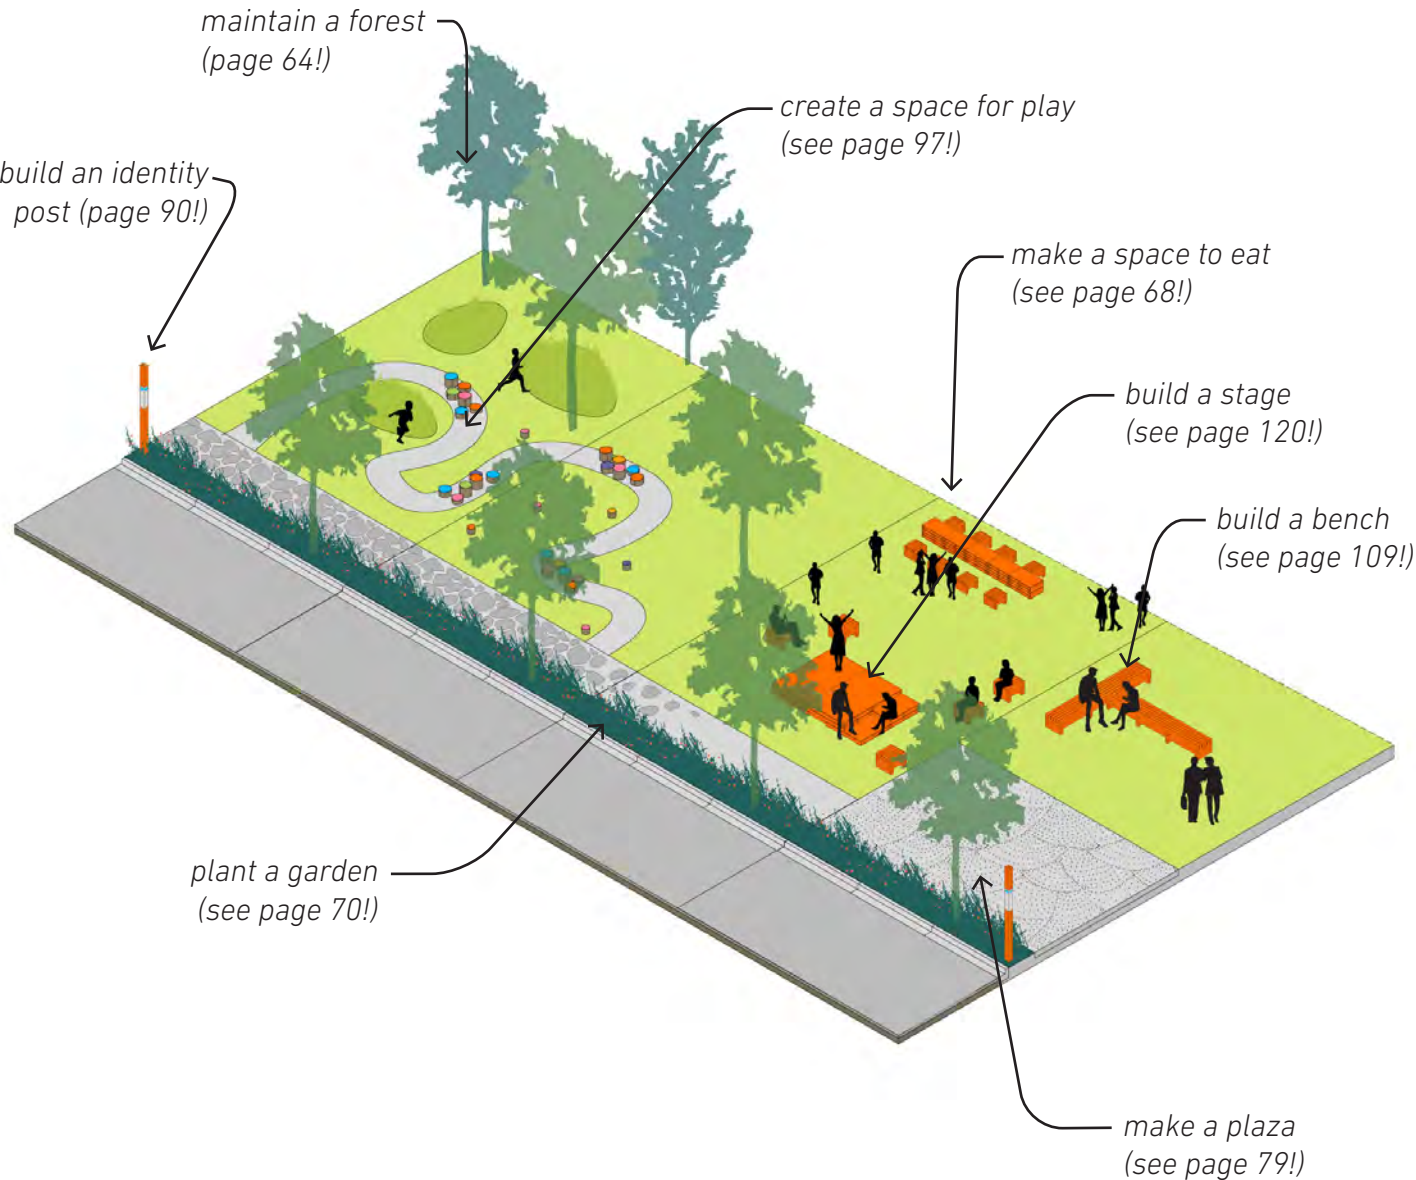 maintain a forest
(page 64!)
create a space for play
(see page 97!)
build an identity
post (page 90!)
make a space to eat
(see page 68!)
build a stage
(see page 120!)
build a bench
(see page 109!)
plant a garden
(see page 70!)
make a plaza
(see page 79!)